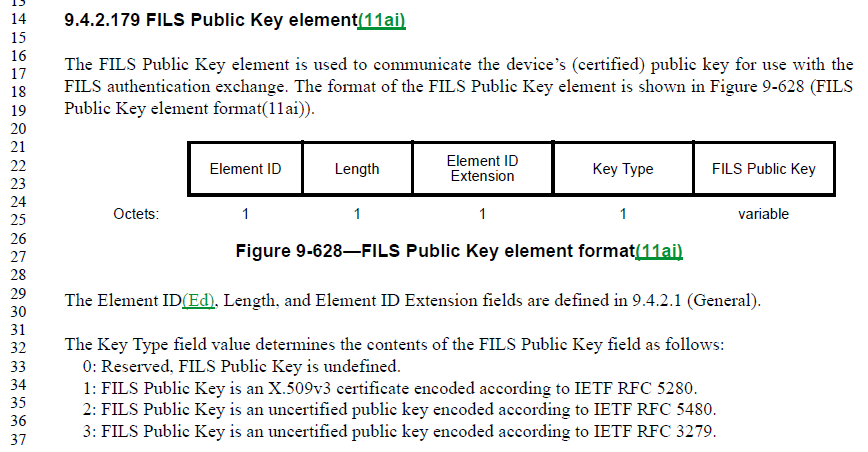 13
14 9.4.2.179 FILS Public Key element(11ai)
15
16 The FILS Public Key element is used to communicate the device’s (certified) public key for use with the
17
18 FILS authentication exchange. The format of the FILS Public Key element is shown in Figure 9-628 (FILS
19 Public Key element format(11ai)).
20
21
22 Element ID Length Element ID Extension Key Type FILS Public Key
23
24
25 Octets: 1 1 1 1 variable
26
27 Figure 9-628—FILS Public Key element format(11ai)
28
29 The Element ID(Ed), Length, and Element ID Extension fields are defined in 9.4.2.1 (General).
30
31
32 The Key Type field value determines the contents of the FILS Public Key field as follows:
33 0: Reserved, FILS Public Key is undefined.
34 1: FILS Public Key is an X.509v3 certificate encoded according to IETF RFC 5280.
35 2: FILS Public Key is an uncertified public key encoded according to IETF RFC 5480.
36
37 3: FILS Public Key is an uncertified public key encoded according to IETF RFC 3279.